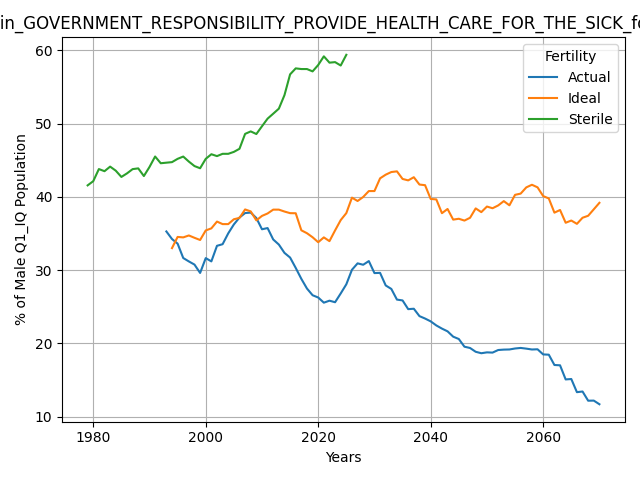 in_GOVERNMENT_RESPONSIBILITY_PROVIDE_HEALTH_CARE_FOR_THE_SICK_fo
Fertility
Actual
Ideal
Sterile
% of Male Q1_IQ Population
60
50
40
30
20
10
1980 2000 2020 2040 2060
Years